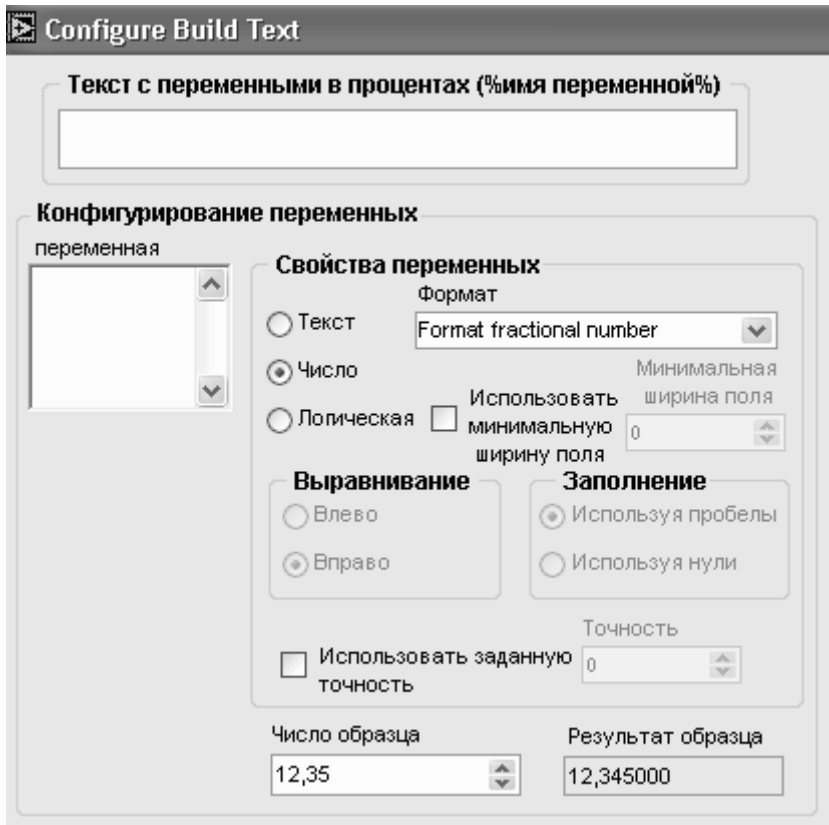 Configure Build Text
Текст с переменными в процентах (%имя переменной%)
Конфигурирование переменных
переменная
Свойства переменных
Формат
Текст
Format fractional number
Число
Минимальная
ширина поля
Логическая
Использовать
минимальную
ширину поля
0
Выравнивание
Влево
Вправо
Заполнение
Используя пробелы
Используя нули
Использовать заданную
точность
Точность
0
Число образца
12,35
Результат образца
12,345000